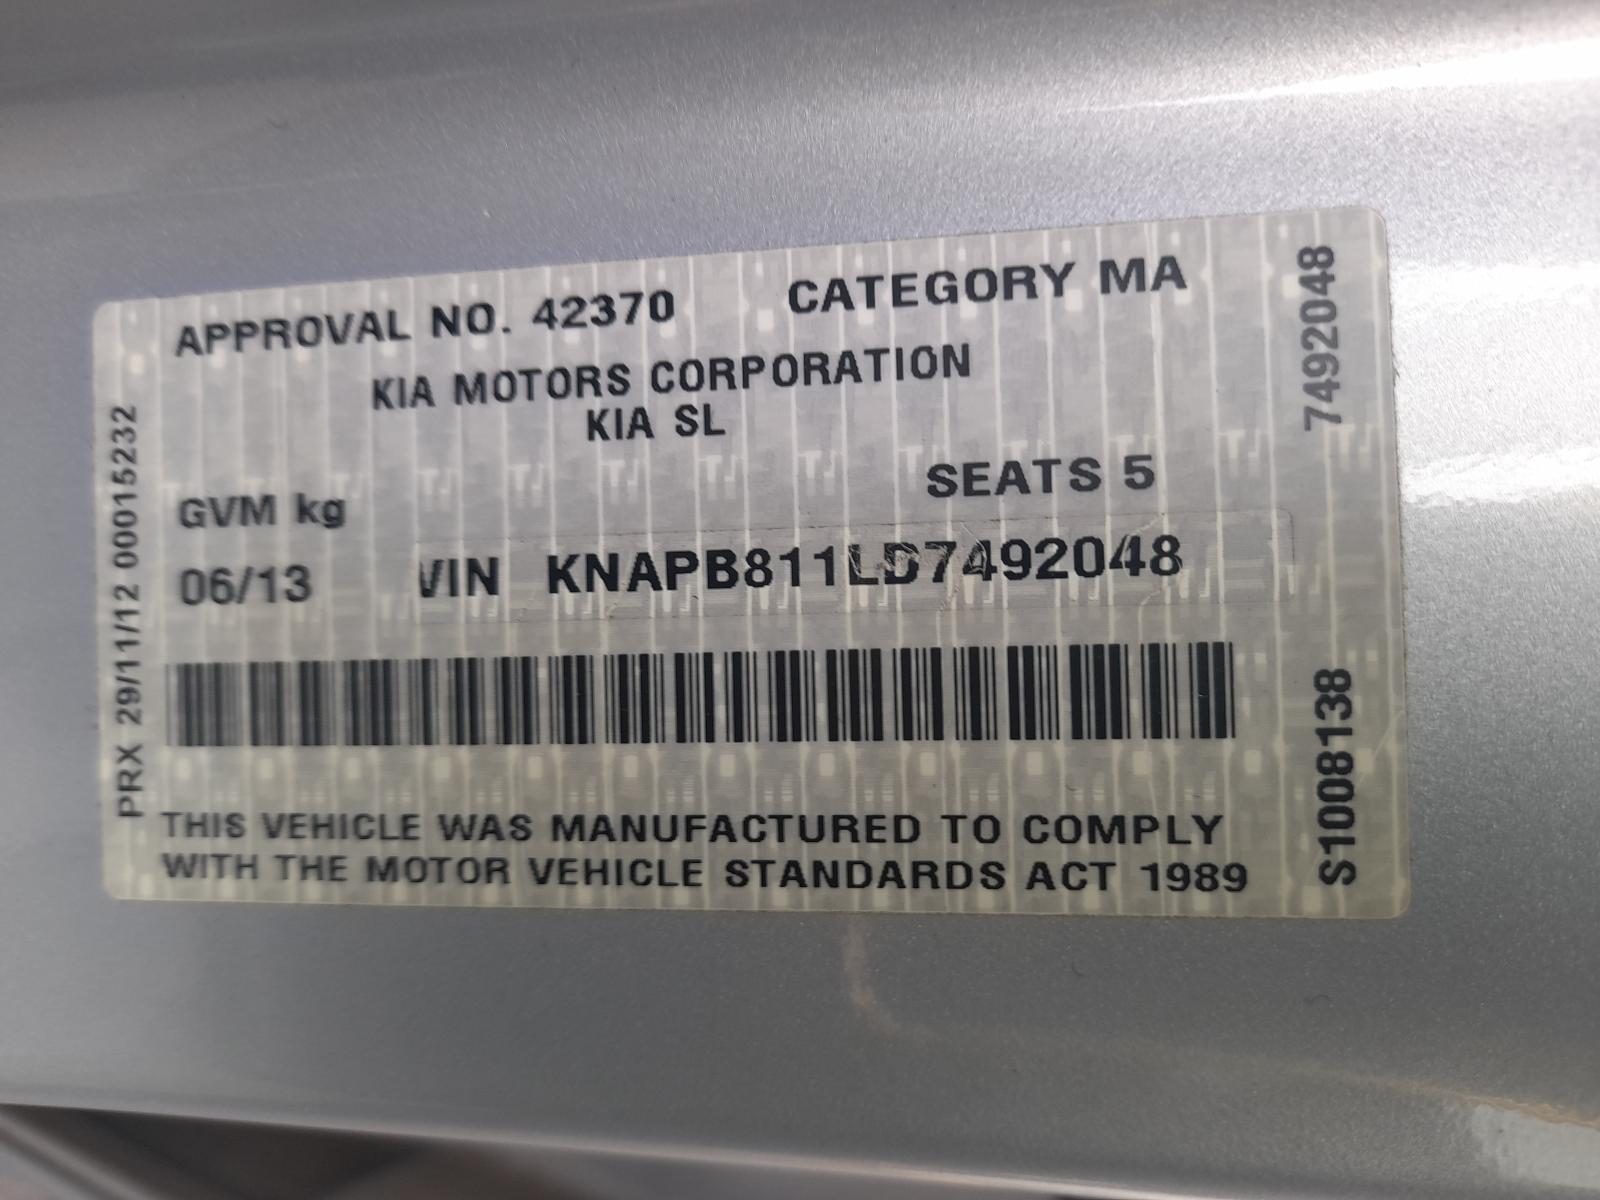 APPROVAL NO. 42370 CATEGORY MA
KIA MOTORS CORPORATION
KIA SL
SEATS 5
GVM kg
06/13 VIN KNAPB811LD7492048
THIS VEHICLE WAS MANUFACTURED TO COMPLY
WITH THE MOTOR VEHICLE STANDARDS ACT 1989
PRX 29/11/12 00015232
7492048
S1008138